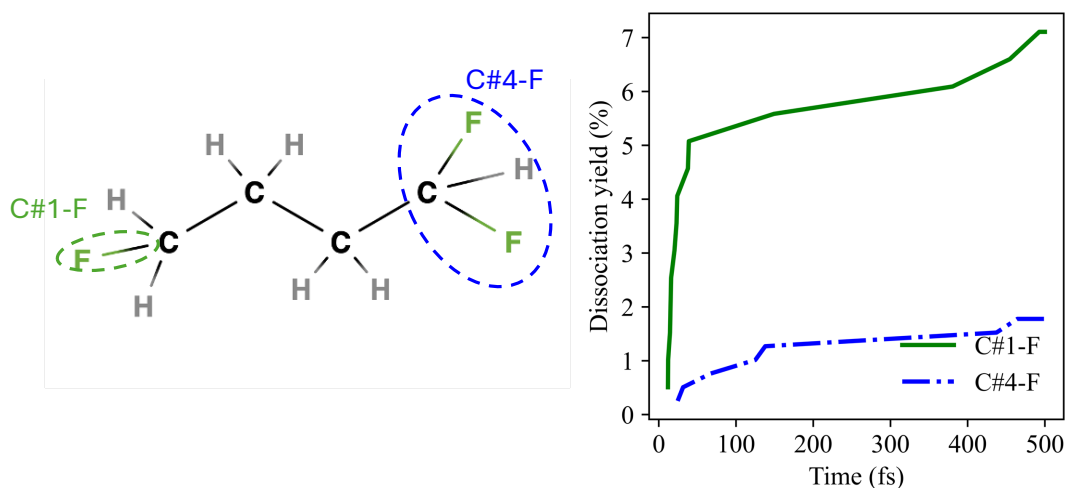 C#4-F
F
H
H
H
C#1-F
H
C
C
F
C
C
F
H
H
H
Dissociation yield (%)
7
6
5
4
3
2
1
0
C#1-F
C#4-F
0
100
200
300
400
500
Time (fs)